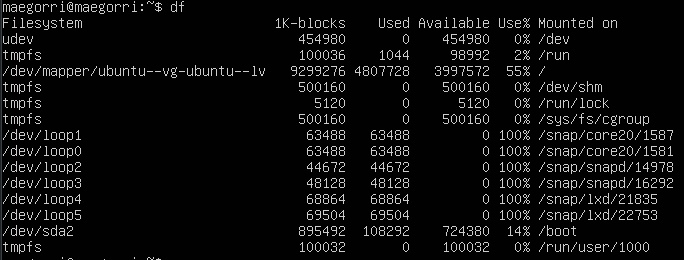 maegorri@maegorri:~$ df
Filesystem 1K-blocks Used Available Use% Mounted on
udev 454980 0 454980 0% /dev
tmpfs 100036 1044 98992 2% /run
/dev/mapper/ubuntu--vg-ubuntu--lv 9299276 4807728 3997572 55% /
tmpfs 500160 0 500160 0% /dev/shm
tmpfs 5120 0 5120 0% /run/lock
tmpfs 500160 0 500160 0% /sys/fs/cgroup
/dev/loop1 63488 63488 0 100% /snap/core20/1587
/dev/loop0 63488 63488 0 100% /snap/core20/1581
/dev/loop2 44672 44672 0 100% /snap/snapd/14978
/dev/loop3 48128 48128 0 100% /snap/snapd/16292
/dev/loop4 68864 68864 0 100% /snap/lxd/21835
/dev/loop5 69504 69504 0 100% /snap/lxd/22753
/dev/sda2 895492 108292 724380 14% /boot
tmpfs 100032 0 100032 0% /run/user/1000